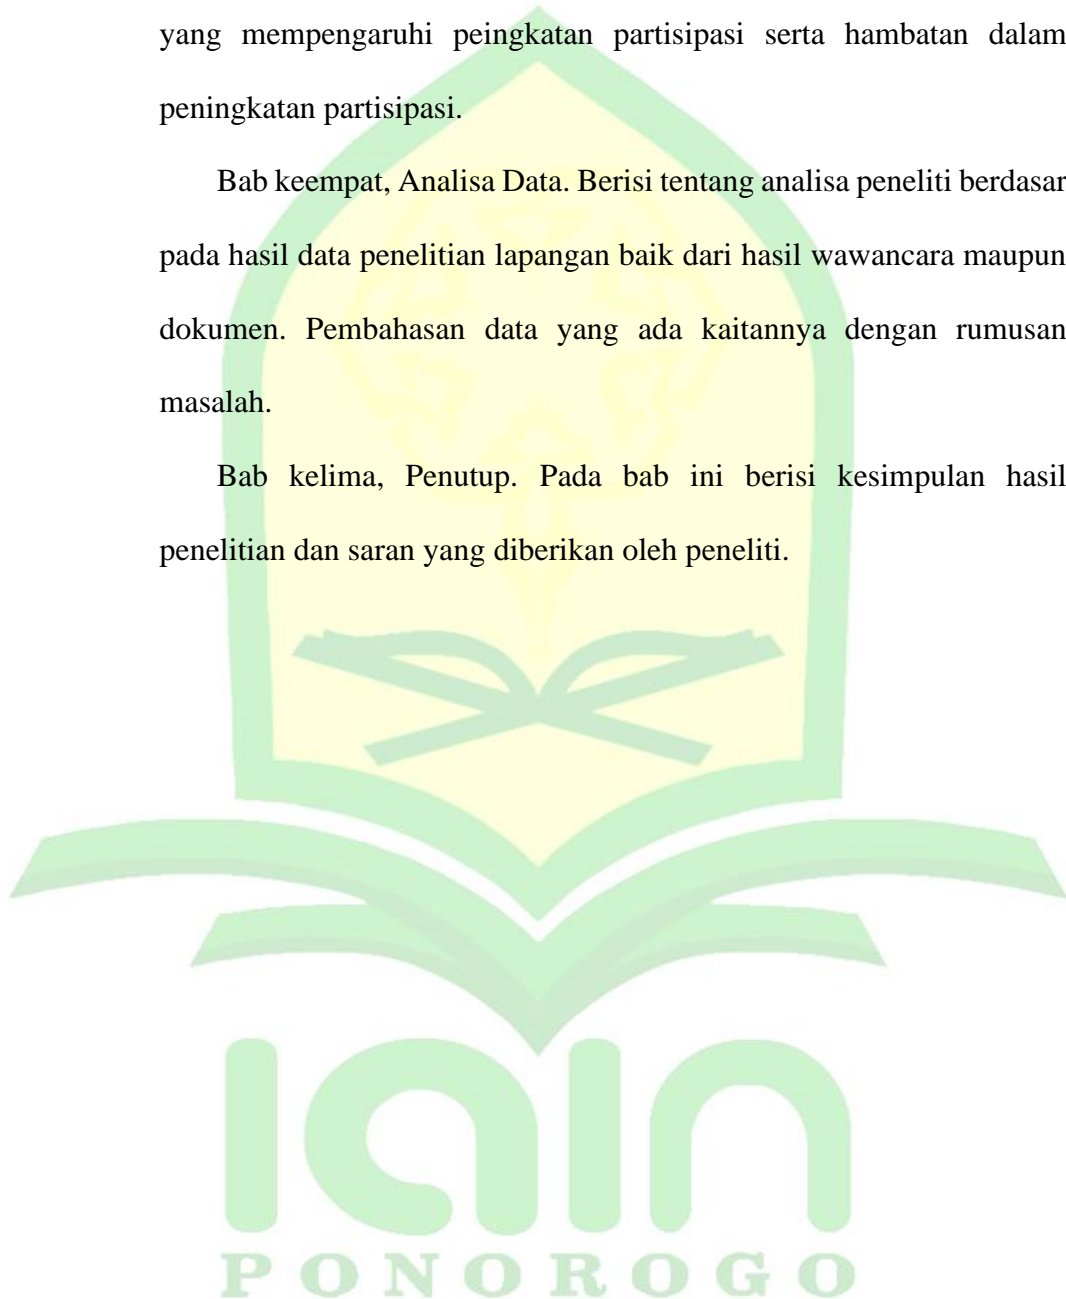 yang mempengaruhi peingkatan partisipasi serta hambatan dalam
peningkatan partisipasi.
Bab keempat, Analisa Data. Berisi tentang analisa peneliti berdasar
pada hasil data penelitian lapangan baik dari hasil wawancara maupun
dokumen. Pembahasan data yang ada kaitannya dengan rumusan
masalah.
Bab kelima, Penutup. Pada bab ini berisi kesimpulan hasil
penelitian dan saran yang diberikan oleh peneliti.
iain
PONOROGO